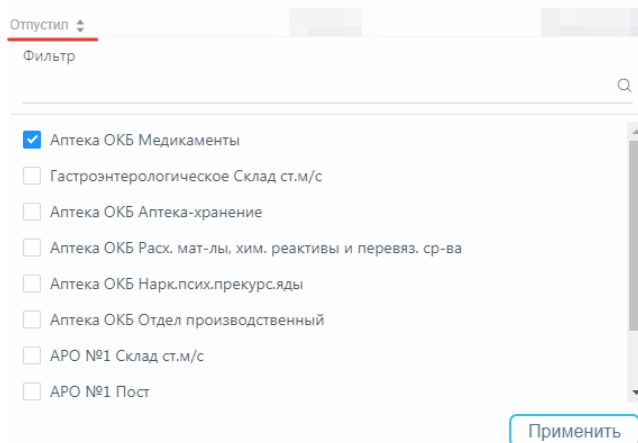 Отпустил
Фильтр
Аптека ОКБ Медикаменты
Гастроэнтерологическое Склад ст.м/с
Аптека ОКБ Аптека-хранение
Аптека ОКБ Расх. мат-лы, хим. реактивы и перевяз. ср-ва
Аптека ОКБ Нарк.псих.прекурс.яды
Аптека ОКБ Отдел производственный
АРО №1 Склад ст.м/с
АРО №1 Пост
Применить